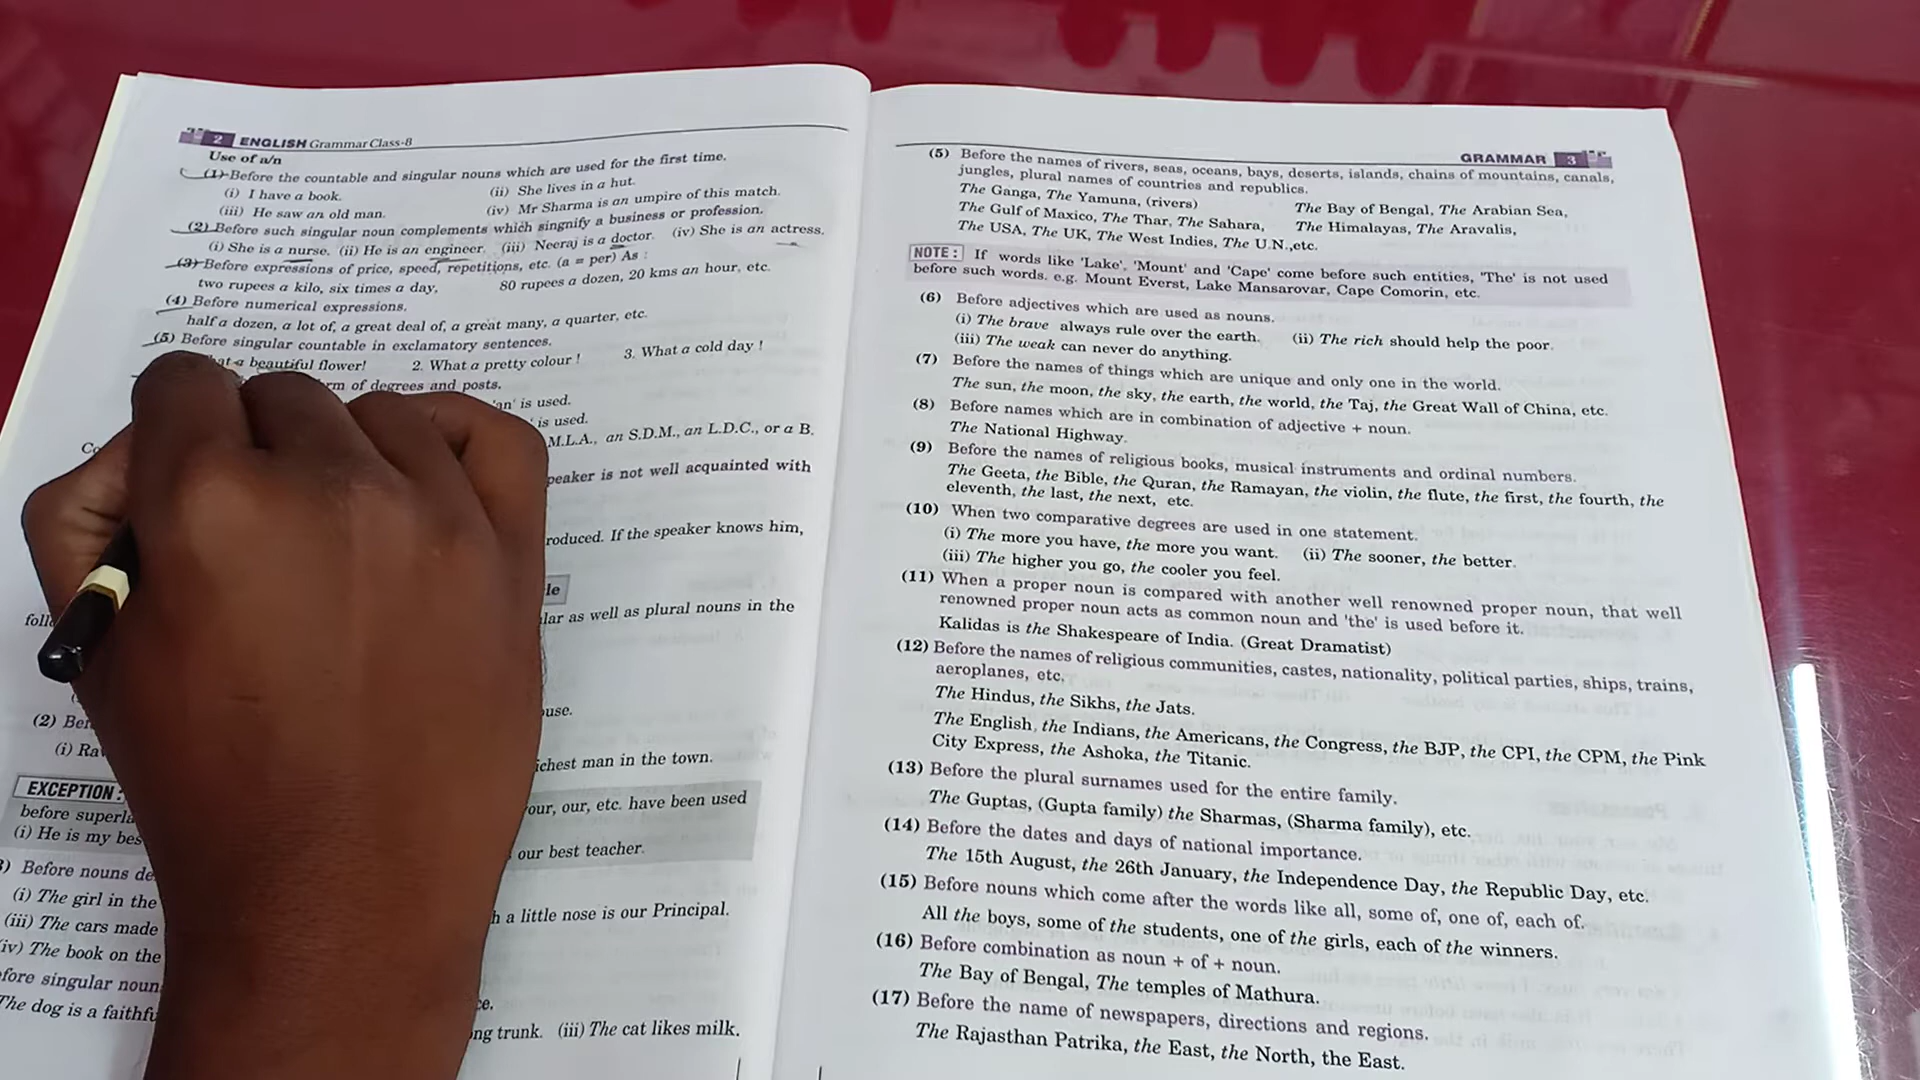 2 ENGLISH Grammar Class-8
Use of a/n
(1) Before the countable and singular nouns which are used for the first time.
(i) I have a book. (ii) She lives in a hut.
(iii) He saw an old man. (iv) Mr Sharma is an umpire of this match.
(2) Before such singular noun complements which singnify a business or profession.
(i) She is a nurse. (ii) He is an engineer. (iii) Neeraj is a doctor. (iv) She is an actress.
(3) Before expressions of price, speed, repetitions, etc. (a = per) As :
two rupees a kilo, six times a day, 80 rupees a dozen, 20 kms an hour, etc.
(4) Before numerical expressions.
half a dozen, a lot of, a great deal of, a great many, a quarter, etc.
(5) Before singular countable in exclamatory sentences.
a beautiful flower! 2. What a pretty colour ! 3. What a cold day !
of degrees and posts.
'an' is used.
is used.
M.L.A., an S.D.M., an L.D.C., or a B.
speaker is not well acquainted with
If the speaker knows him,
as well as plural nouns in the
(2)
(i)
richest man in the town.
EXCEPTION :
our, etc. have been used
before
(i) He is my our best teacher.
Before nouns
(i) The girl in the a little nose is our Principal.
(iii) The cars made
(iv) The book on the
singular
The dog is a trunk. (iii) The cat likes milk.
GRAMMAR 3
(5) Before the names of rivers, seas, oceans, bays, deserts, islands, chains of mountains, canals,
jungles, plural names of countries and republics.
The Ganga, The Yamuna, (rivers) The Bay of Bengal, The Arabian Sea,
The Gulf of Maxico, The Thar, The Sahara, The Himalayas, The Aravalis,
The USA, The UK, The West Indies, The U.N.,etc.
NOTE : If words like 'Lake', 'Mount' and 'Cape' come before such entities, 'The' is not used
before such words. e.g. Mount Everst, Lake Mansarovar, Cape Comorin, etc.
(6) Before adjectives which are used as nouns.
(i) The brave always rule over the earth. (ii) The rich should help the poor.
(iii) The weak can never do anything.
(7) Before the names of things which are unique and only one in the world.
The sun, the moon, the sky, the earth, the world, the Taj, the Great Wall of China, etc.
(8) Before names which are in combination of adjective + noun.
The National Highway.
(9) Before the names of religious books, musical instruments and ordinal numbers.
The Geeta, the Bible, the Quran, the Ramayan, the violin, the flute, the first, the fourth, the
eleventh, the last, the next, etc.
(10) When two comparative degrees are used in one statement.
(i) The more you have, the more you want. (ii) The sooner, the better.
(iii) The higher you go, the cooler you feel.
(11) When a proper noun is compared with another well renowned proper noun, that well
renowned proper noun acts as common noun and 'the' is used before it.
Kalidas is the Shakespeare of India. (Great Dramatist)
(12) Before the names of religious communities, castes, nationality, political parties, ships, trains,
aeroplanes, etc.
The Hindus, the Sikhs, the Jats.
The English, the Indians, the Americans, the Congress, the BJP, the CPI, the CPM, the Pink
City Express, the Ashoka, the Titanic.
(13) Before the plural surnames used for the entire family.
The Guptas, (Gupta family) the Sharmas, (Sharma family), etc.
(14) Before the dates and days of national importance.
The 15th August, the 26th January, the Independence Day, the Republic Day, etc.
(15) Before nouns which come after the words like all, some of, one of, each of.
All the boys, some of the students, one of the girls, each of the winners.
(16) Before combination as noun + of + noun.
The Bay of Bengal, The temples of Mathura.
(17) Before the name of newspapers, directions and regions.
The Rajasthan Patrika, the East, the North, the East.